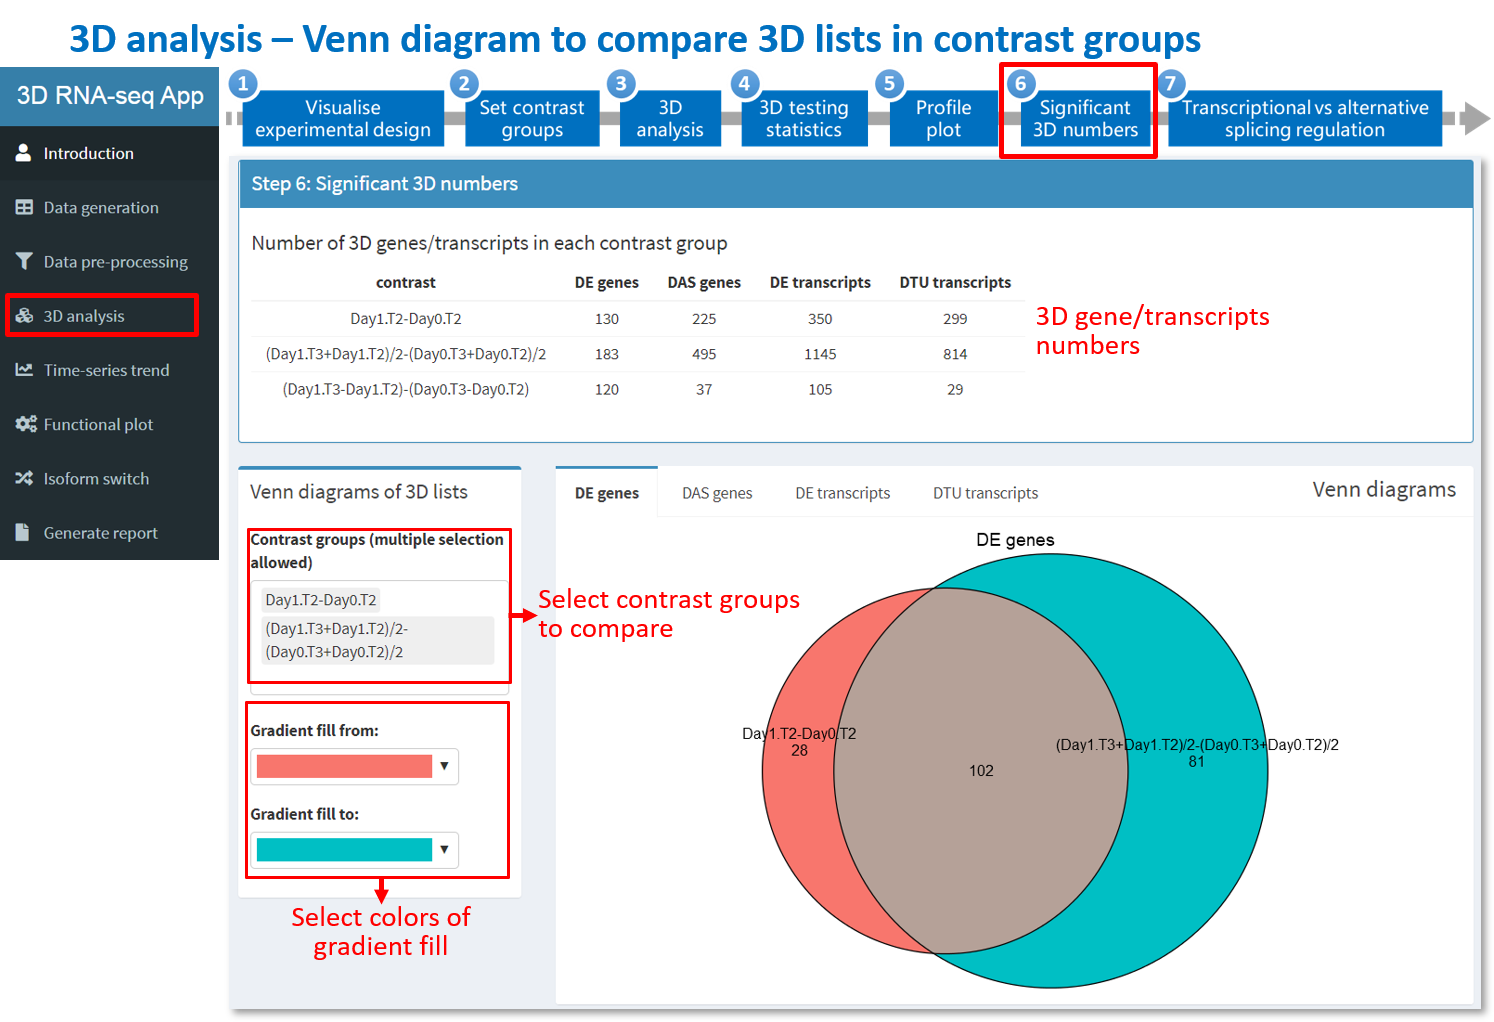 3D analysis – Venn diagram to compare 3D lists in contrast groups
3D RNA-seq App
Introduction
Data generation
Data pre-processing
3D analysis
Time-series trend
Functional plot
Isoform switch
Generate report
1
Visualise
experimental design
2
Set contrast
groups
3
3D
analysis
4
3D testing
statistics
5
Profile
plot
6
Significant
3D numbers
7
Transcriptional vs alternative
splicing regulation
Step 6: Significant 3D numbers
Number of 3D genes/transcripts in each contrast group
contrast DE genes DAS genes DE transcripts DTU transcripts
Day1.T2-Day0.T2 130 225 350 299
(Day1.T3+Day1.T2)/2-(Day0.T3+Day0.T2)/2 183 495 1145 814
(Day1.T3-Day1.T2)-(Day0.T3-Day0.T2) 120 37 105 29
3D gene/transcripts
numbers
Venn diagrams of 3D lists
Contrast groups (multiple selection
allowed)
Day1.T2-Day0.T2
(Day1.T3+Day1.T2)/2-
(Day0.T3+Day0.T2)/2
Select contrast groups
to compare
Gradient fill from:
Gradient fill to:
Select colors of
gradient fill
DE genes DAS genes DE transcripts DTU transcripts Venn diagrams
DE genes
Day1.T2-Day0.T2
28
102
(Day1.T3+Day1.T2)/2-(Day0.T3+Day0.T2)/2
81